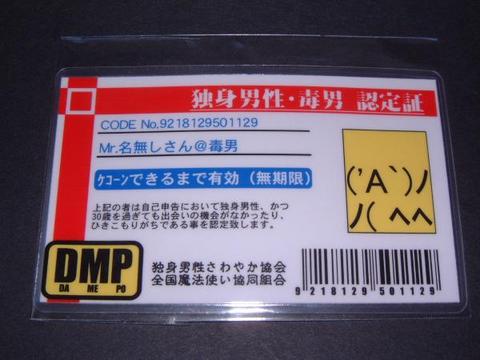 独身男性・毒男 認定証
CODE No,9218129501129
Mr.名無しさん@毒男
ｹｺーﾝできるまで有効(無期限)
上記の者は自己申告において独身男性、かつ
30歳を過ぎても出会いの機会がなかったり、
ひきこもりがちである事を認定致します。
('A`)ノ
ノ( ヘヘ
DMP
DA ME PO
独身男性さわやか協会
全国魔法使い協同組合
9 218129 501129